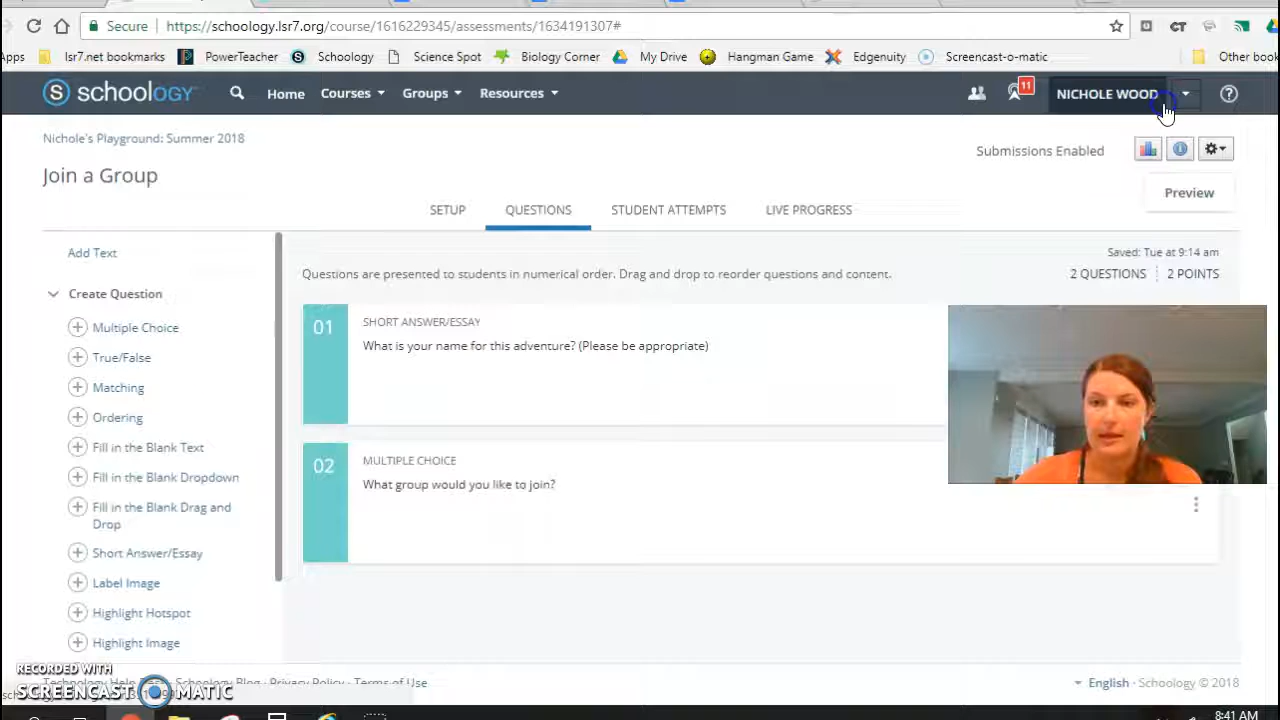 Secure
https://schoology.lsr7.org/course/1616229345/assessments/1634191307#
Apps
lsr7.net bookmarks
PowerTeacher
Schoology
Science Spot
Biology Corner
My Drive
Hangman Game
Edgenuity
Screencast-o-matic
Other book
schoology
Home
Courses
Groups
Resources
11
NICHOLE WOOD
Nichole's Playground: Summer 2018
Submissions Enabled
Join a Group
Preview
SETUP
QUESTIONS
STUDENT ATTEMPTS
LIVE PROGRESS
Add Text
Saved: Tue at 9:14 am
Questions are presented to students in numerical order. Drag and drop to reorder questions and content.
2 QUESTIONS
2 POINTS
Create Question
Multiple Choice
True/False
Matching
Ordering
Fill in the Blank Text
Fill in the Blank Dropdown
Fill in the Blank Drag and
Drop
Short Answer/Essay
Label Image
Highlight Hotspot
Highlight Image
01
SHORT ANSWER/ESSAY
What is your name for this adventure? (Please be appropriate)
02
MULTIPLE CHOICE
What group would you like to join?
RECORDED WITH
SCREENCAST MATIC
Schoology Blog · Privacy Policy · Terms of Use
English · Schoology © 2018
8:41 AM